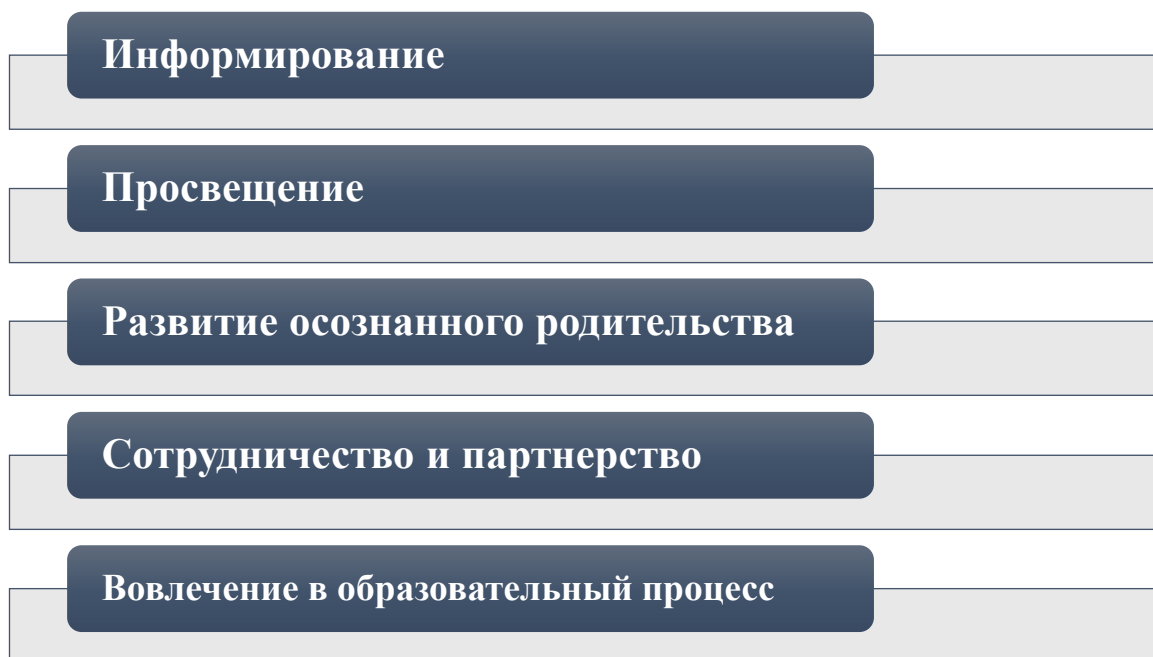 Информирование
Просвещение
Развитие осознанного родительства
Сотрудничество и партнерство
Вовлечение в образовательный процесс